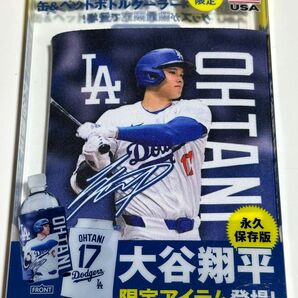 缶&ペットボトルクーラー
限定
USA
LA
OHTANI
Dodgers
17
永久
保存版
OHTANI
OHTANI
17
Dodgers
FRONT
大谷翔平
限定アイテム登場!